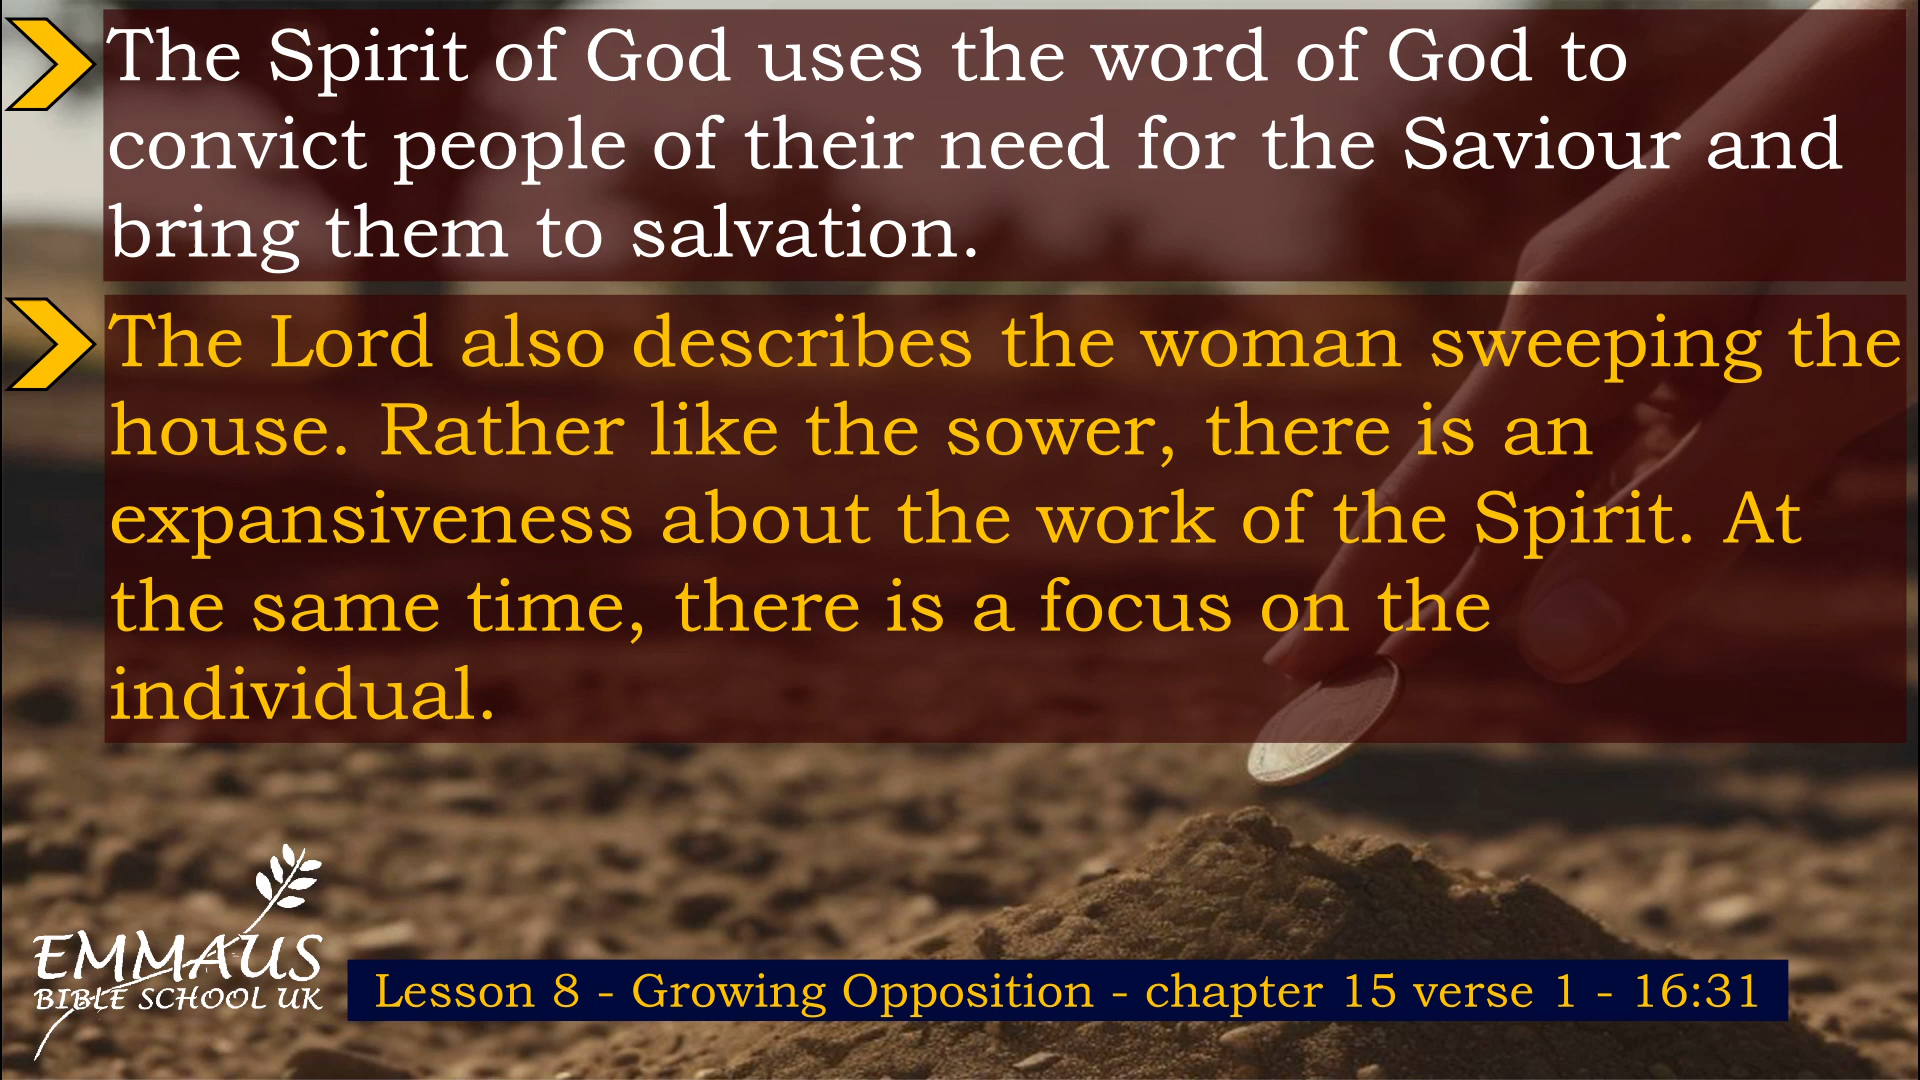 The Spirit of God uses the word of God to
convict people of their need for the Saviour and
bring them to salvation.
The Lord also describes the woman sweeping the
house. Rather like the sower, there is an
expansiveness about the work of the Spirit. At
the same time, there is a focus on the
individual.
EMMAUS
BIBLE SCHOOL UK
Lesson 8 - Growing Opposition - chapter 15 verse 1 - 16:31